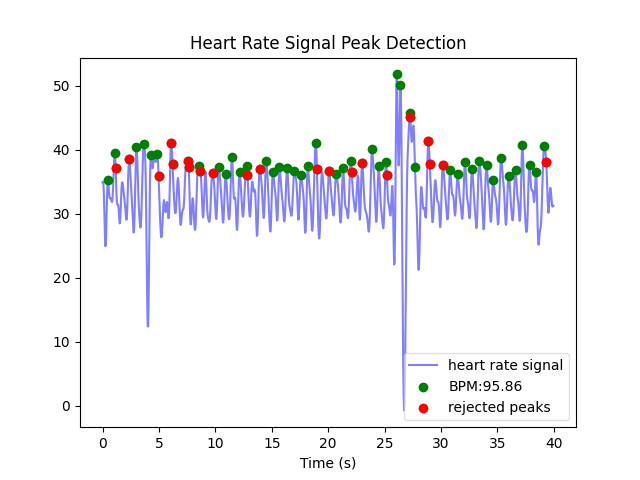 Heart Rate Signal Peak Detection
50
40
30
20
10
0
heart rate signal
BPM:95.86
rejected peaks
0 5 10 15 20 25 30 35 40
Time (s)